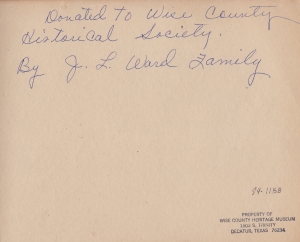 Donated to Wise County
Historical Society.
By J. L. Ward Family
84-1188
PROPERTY OF
WISE COUNTY HERITAGE MUSEUM
1602 S. TRINITY
DECATUR, TEXAS 76234